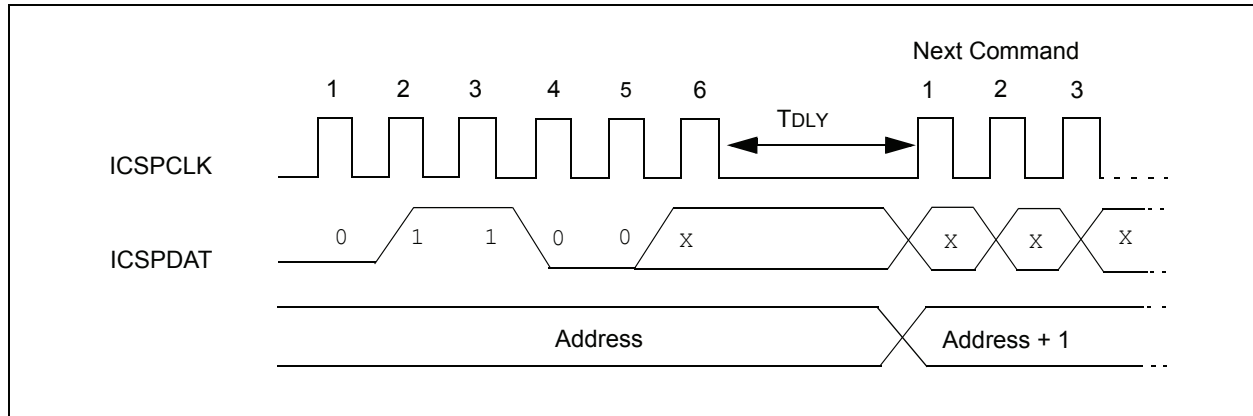 Next Command
1 2 3 4 5 6 1 2 3
TDLY
ICSPCLK
ICSPDAT 0 1 1 0 0 X X X X
Address Address + 1